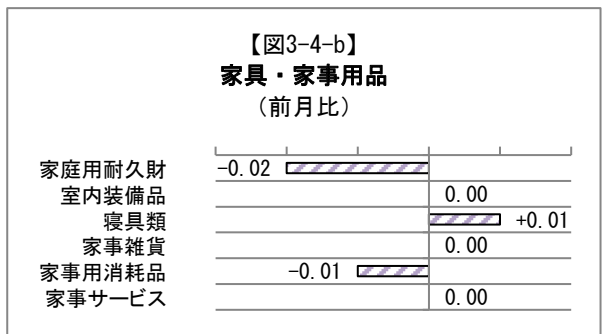 【図3-4-b】
家具・家事用品
（前月比）
家庭用耐久財 -0.02
室内装備品 0.00
寝具類 +0.01
家事雑貨 0.00
家事用消耗品 -0.01
家事サービス 0.00